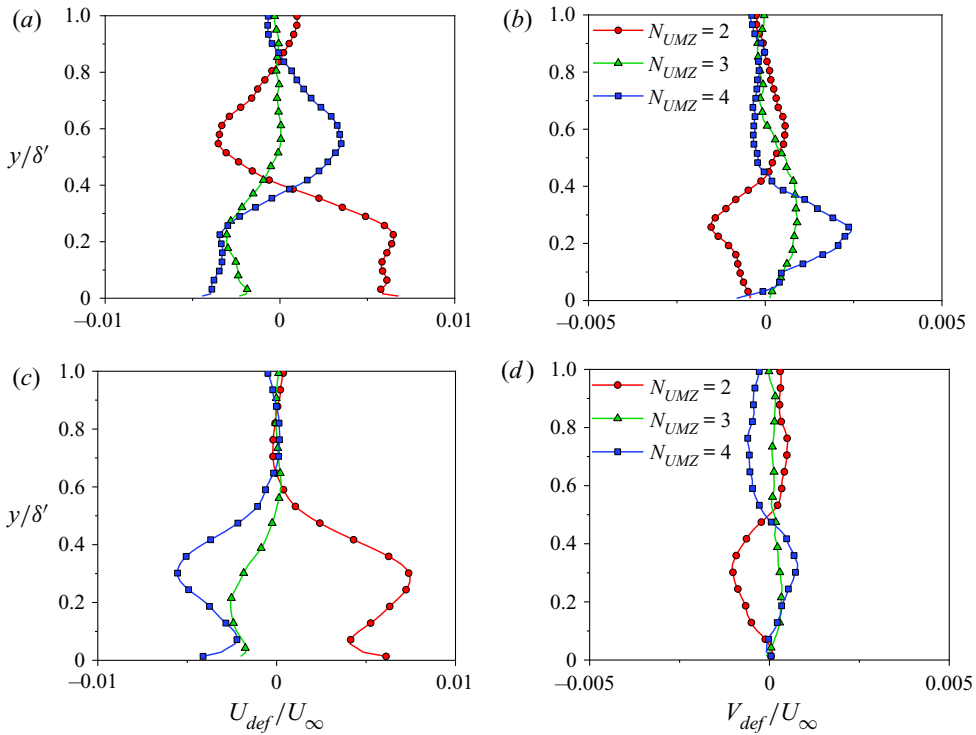 (a)
1.0
0.8
0.6
0.4
0.2
0
y/δ′
−0.01
0
0.01
(b)
1.0
0.8
0.6
0.4
0.2
0
N_UMZ = 2
N_UMZ = 3
N_UMZ = 4
−0.005
0
0.005
(c)
1.0
0.8
0.6
0.4
0.2
0
y/δ′
−0.01
0
0.01
U_def/U_∞
(d)
1.0
0.8
0.6
0.4
0.2
0
N_UMZ = 2
N_UMZ = 3
N_UMZ = 4
−0.005
0
0.005
V_def/U_∞